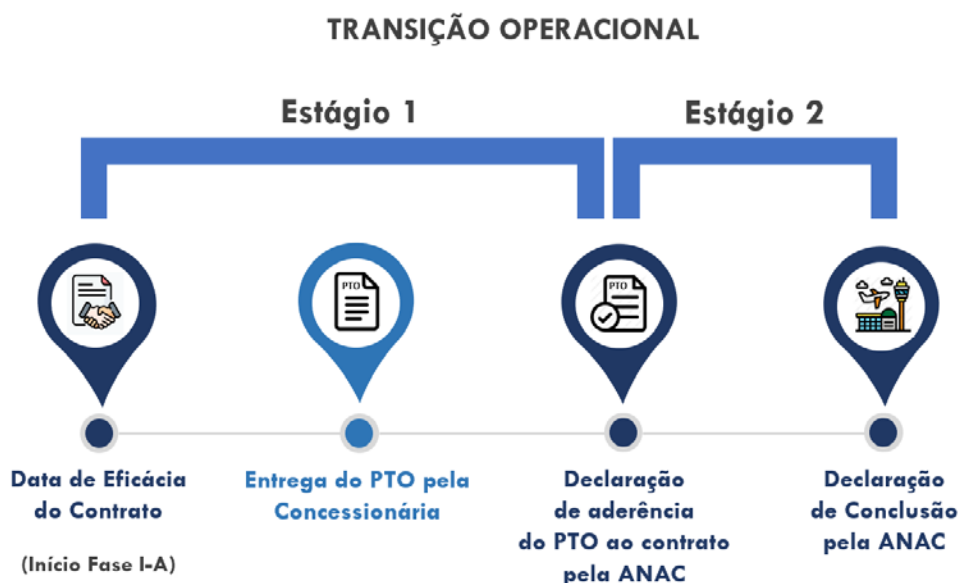 TRANSIÇÃO OPERACIONAL
Estágio 1
Estágio 2
PTO
PTO
Data de Eficácia
do Contrato
(Início Fase I-A)
Entrega do PTO pela
Concessionária
Declaração
de aderência
do PTO ao contrato
pela ANAC
Declaração
de Conclusão
pela ANAC